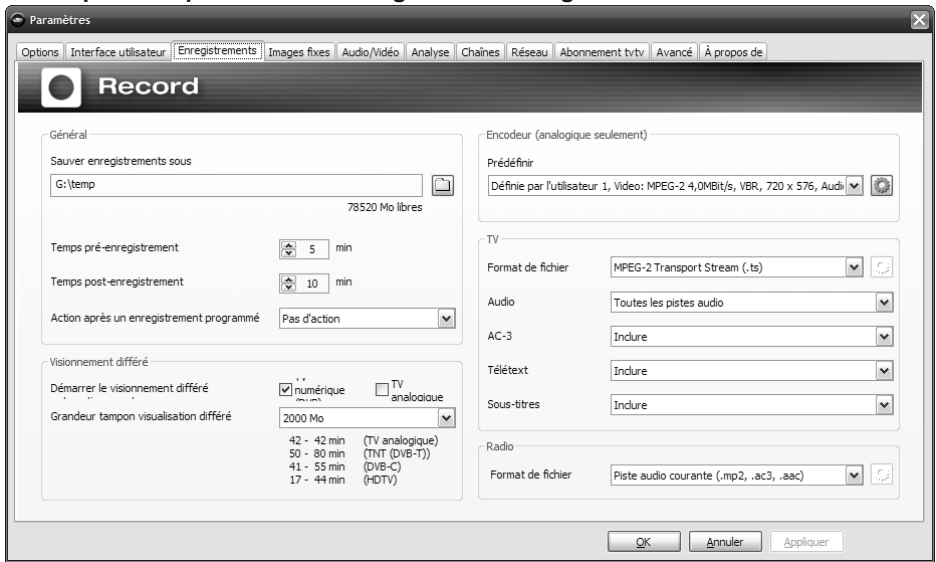 Paramètres
Options Interface utilisateur Enregistrements Images fixes Audio/Vidéo Analyse Chaînes Réseau Abonnement tvtv Avancé À propos de
Record
Général
Sauver enregistrements sous
G:\temp
78520 Mo libres
Temps pré-enregistrement 5 min
Temps post-enregistrement 10 min
Action après un enregistrement programmé Pas d'action
Visionnement différé
Démarrer le visionnement différé
TV numérique
TV analogique
Grandeur tampon visualisation différé 2000 Mo
42 - 42 min (TV analogique)
50 - 80 min (TNT (DVB-T))
41 - 55 min (DVB-C)
17 - 44 min (HDTV)
Encodeur (analogique seulement)
Prédéfinir
Définie par l'utilisateur 1, Video: MPEG-2 4,0MBit/s, VBR, 720 x 576, Audi
TV
Format de fichier MPEG-2 Transport Stream (.ts)
Audio Toutes les pistes audio
AC-3 Inclure
Télétext Inclure
Sous-titres Inclure
Radio
Format de fichier Piste audio courante (.mp2, .ac3, .aac)
OK Annuler Appliquer